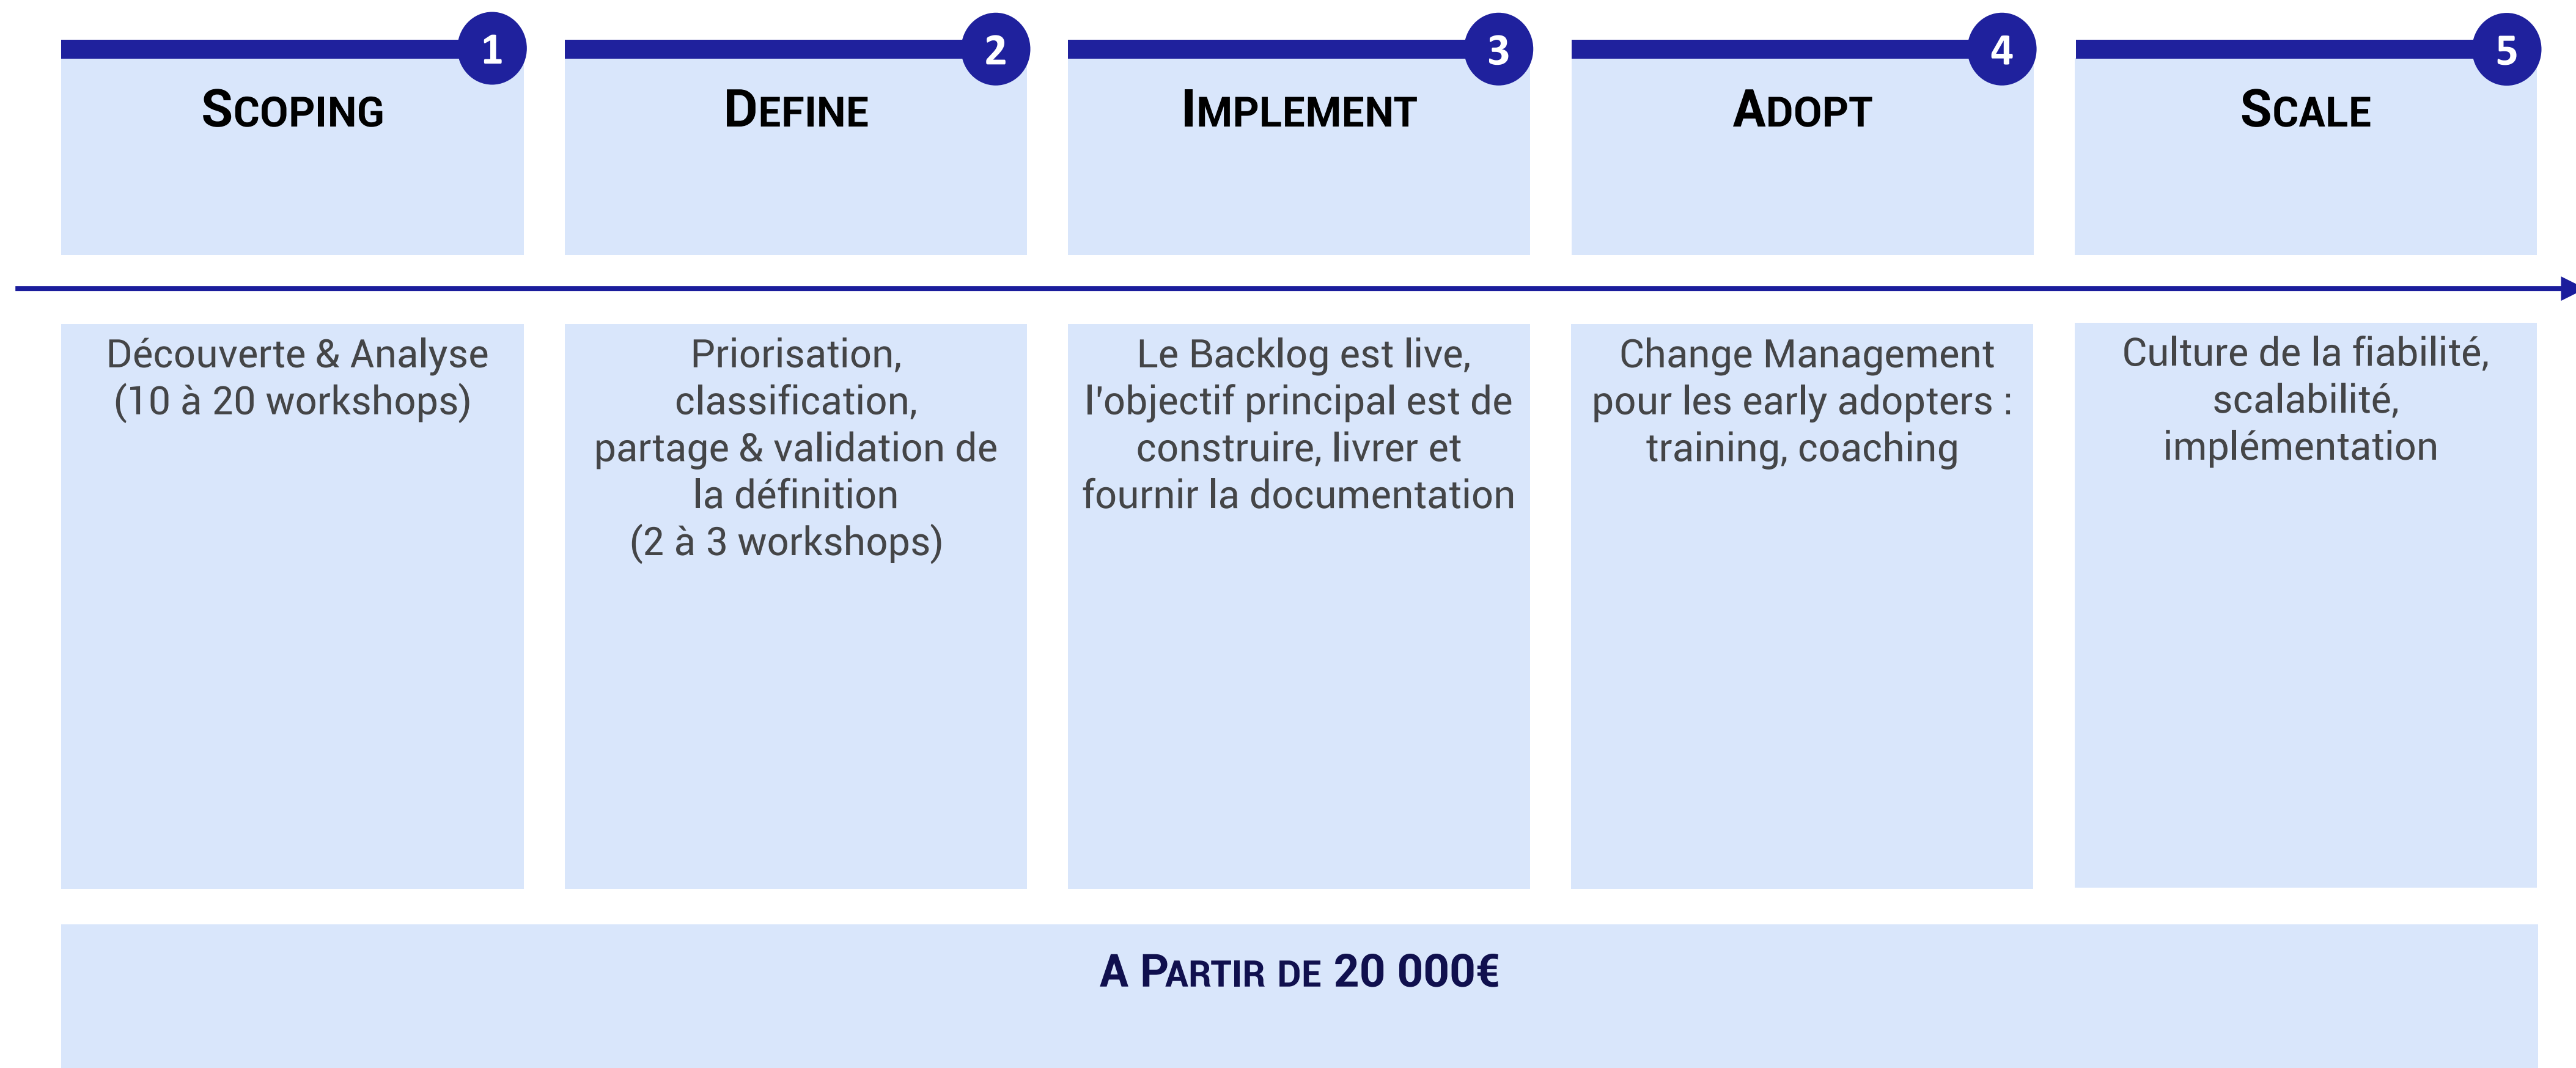 1
SCOPING
2
DEFINE
3
IMPLEMENT
4
ADOPT
5
SCALE
Découverte & Analyse
(10 à 20 workshops)
Priorisation,
classification,
partage & validation de
la définition
(2 à 3 workshops)
Le Backlog est live,
l'objectif principal est de
construire, livrer et
fournir la documentation
Change Management
pour les early adopters :
training, coaching
Culture de la fiabilité,
scalabilité,
implémentation
A PARTIR DE 20 000€